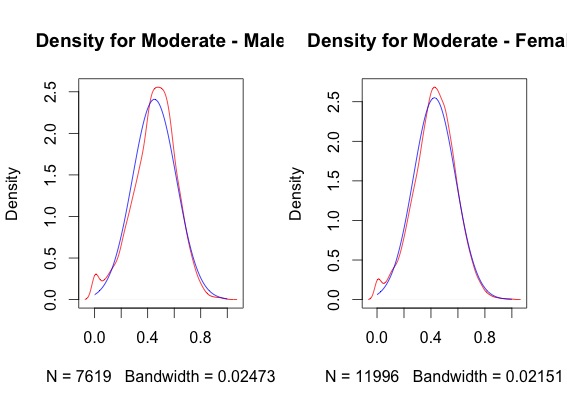 Density for Moderate - Male
Density
0.0 0.5 1.0 1.5 2.0 2.5
0.0 0.4 0.8
N = 7619 Bandwidth = 0.02473
Density for Moderate - Femal
Density
0.0 0.5 1.0 1.5 2.0 2.5
0.0 0.4 0.8
N = 11996 Bandwidth = 0.02151